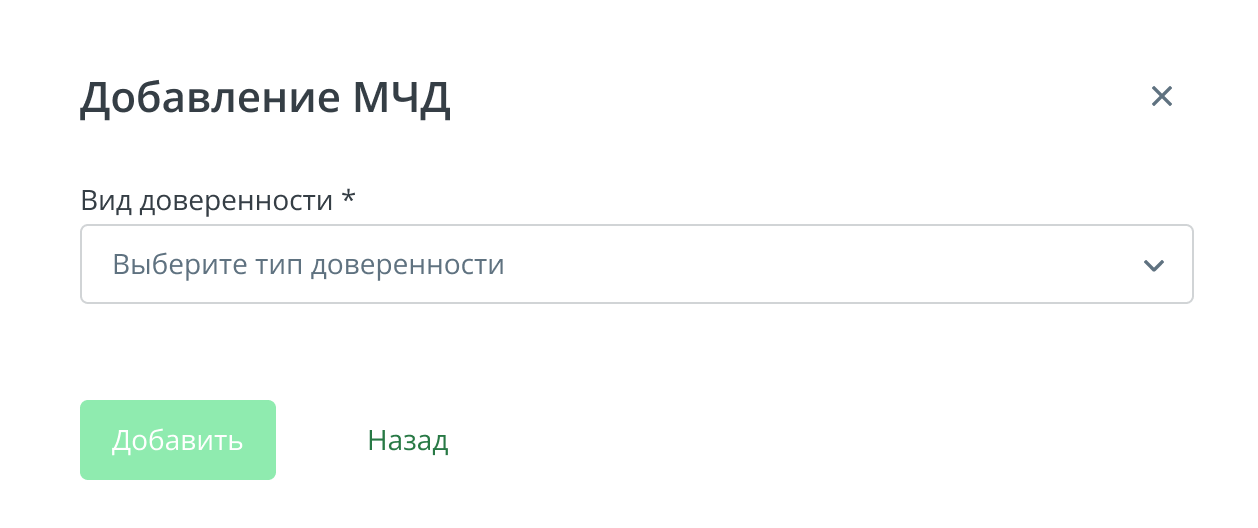 Добавление МЧД
Вид доверенности *
Выберите тип доверенности
Добавить
Назад